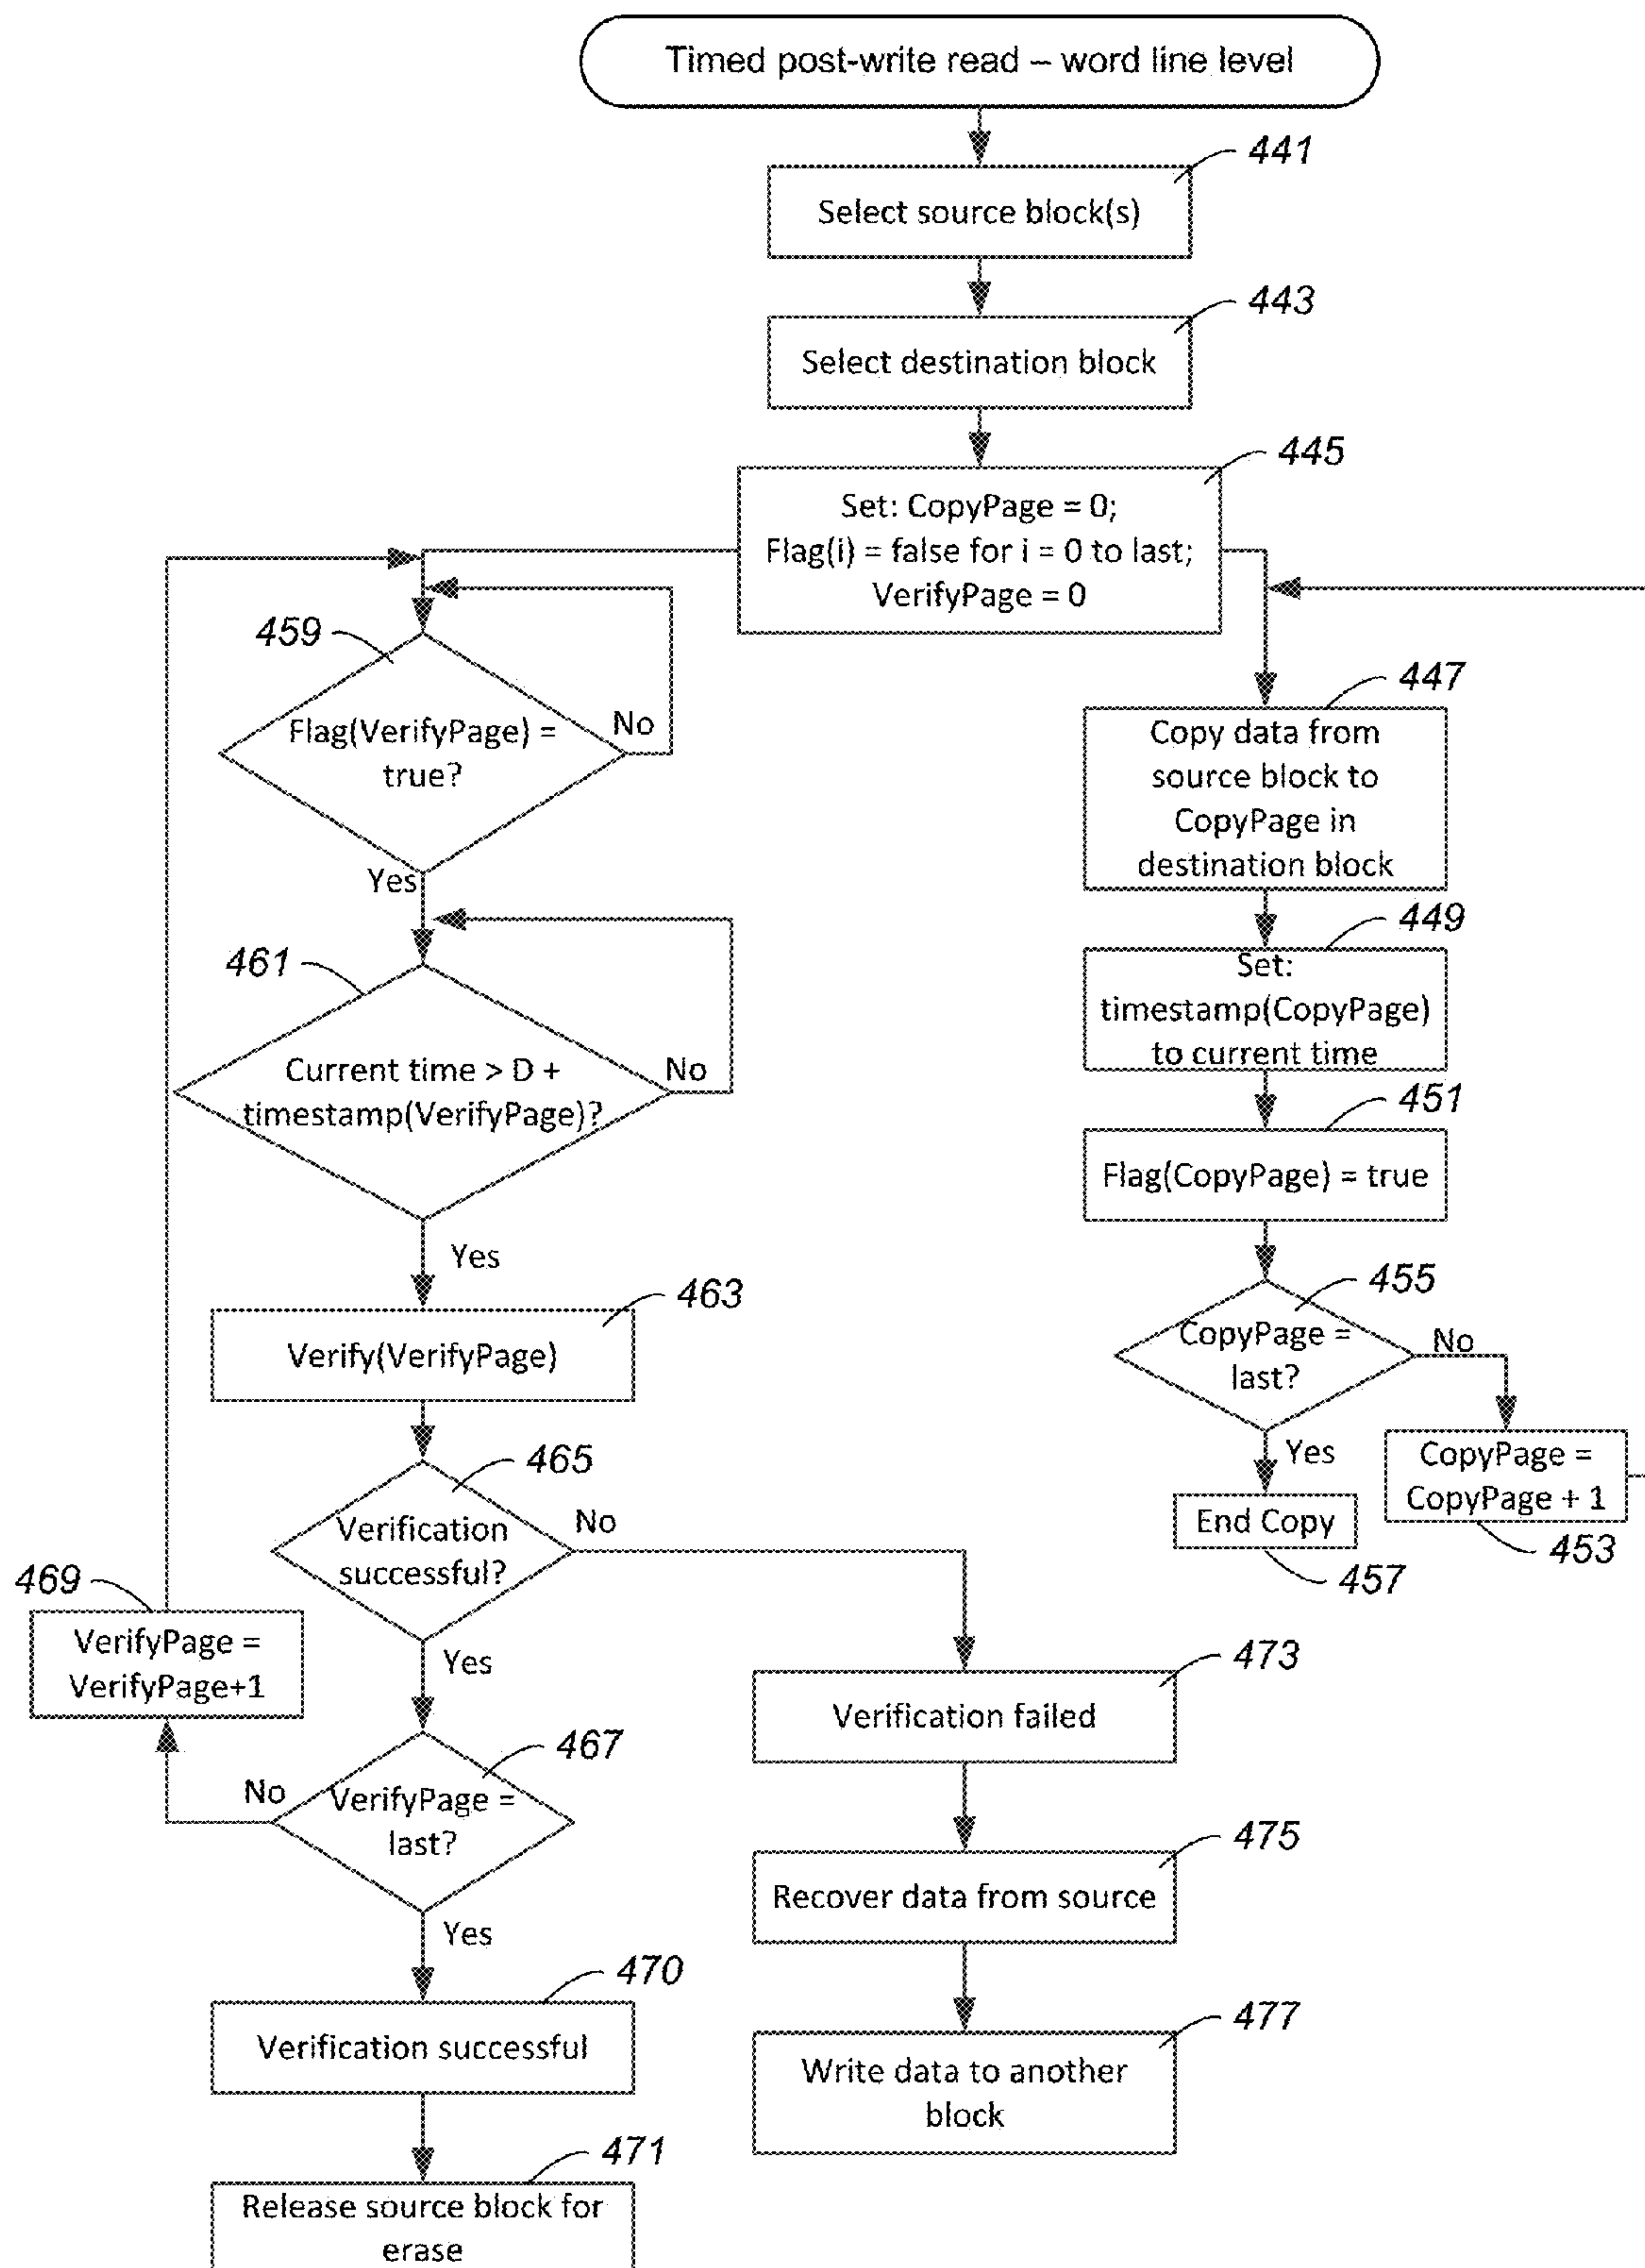 Timed post-write read – word line level
441
Select source block(s)
443
Select destination block
445
Set: CopyPage = 0;
Flag(i) = false for i = 0 to last;
VerifyPage = 0
459
Flag(VerifyPage) =
true?
No
Yes
447
Copy data from
source block to
CopyPage in
destination block
449
Set:
timestamp(CopyPage)
to current time
461
Current time > D +
timestamp(VerifyPage)?
No
Yes
451
Flag(CopyPage) = true
455
CopyPage =
last?
No
Yes
CopyPage =
CopyPage + 1
453
End Copy
457
463
Verify(VerifyPage)
465
Verification
successful?
No
Yes
469
VerifyPage =
VerifyPage+1
467
VerifyPage =
last?
No
Yes
473
Verification failed
475
Recover data from source
477
Write data to another
block
470
Verification successful
471
Release source block for
erase